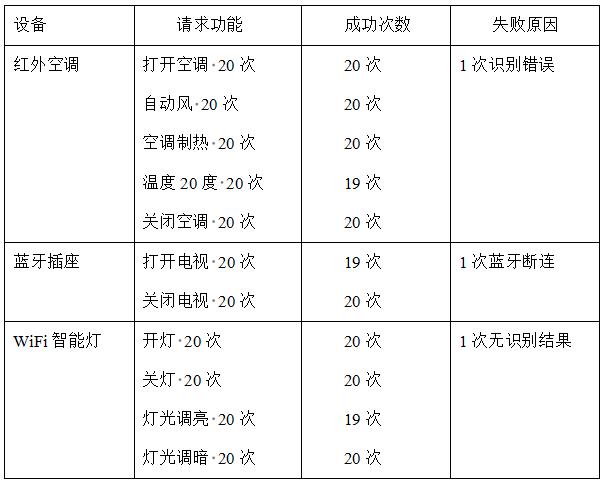 设备 请求功能 成功次数 失败原因
红外空调 打开空调·20 次 20 次 1 次识别错误
自动风·20 次 20 次
空调制热·20 次 20 次
温度 20 度·20 次 19 次
关闭空调·20 次 20 次
蓝牙插座 打开电视·20 次 19 次 1 次蓝牙断连
关闭电视·20 次 20 次
WiFi 智能灯 开灯·20 次 20 次 1 次无识别结果
关灯·20 次 20 次
灯光调亮·20 次 19 次
灯光调暗·20 次 20 次